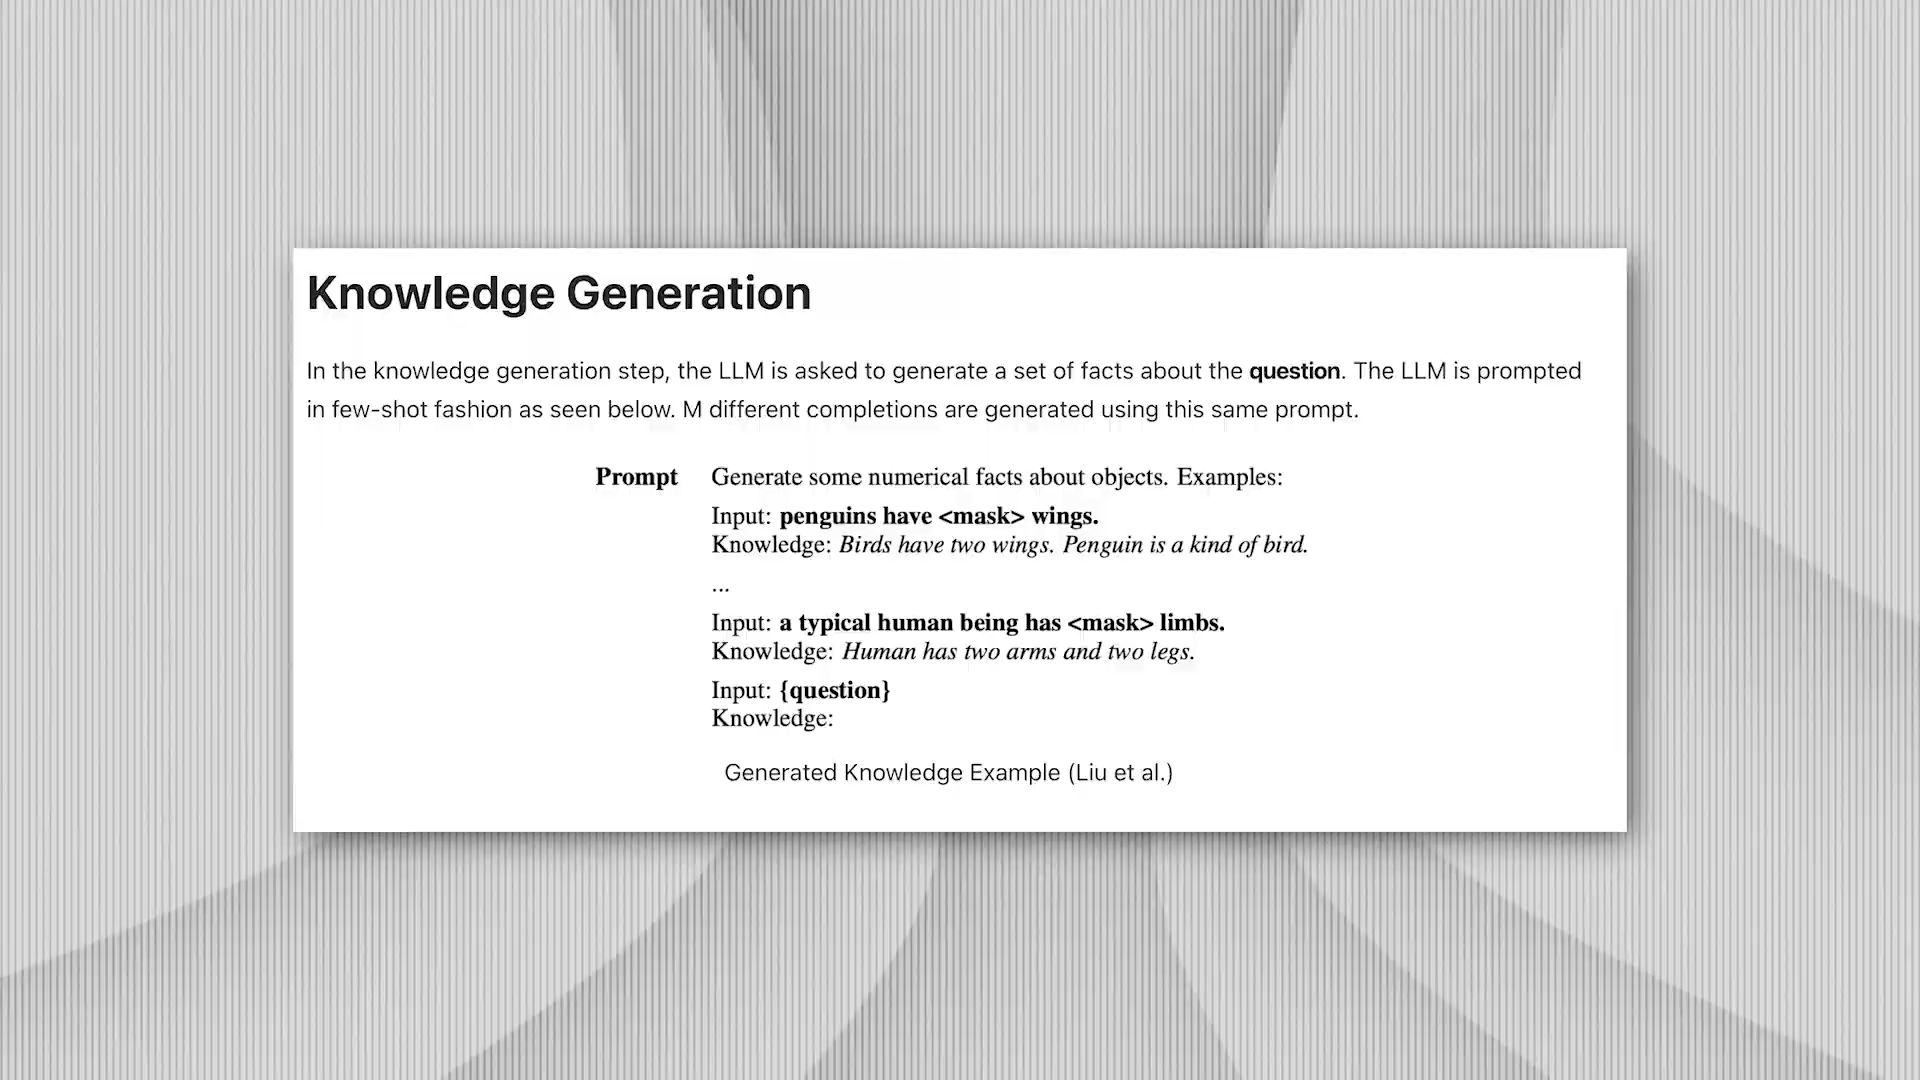 Knowledge Generation
In the knowledge generation step, the LLM is asked to generate a set of facts about the question. The LLM is prompted
in few-shot fashion as seen below. M different completions are generated using this same prompt.
Prompt Generate some numerical facts about objects. Examples:
Input: penguins have <mask> wings.
Knowledge: Birds have two wings. Penguin is a kind of bird.
...
Input: a typical human being has <mask> limbs.
Knowledge: Human has two arms and two legs.
Input: {question}
Knowledge:
Generated Knowledge Example (Liu et al.)